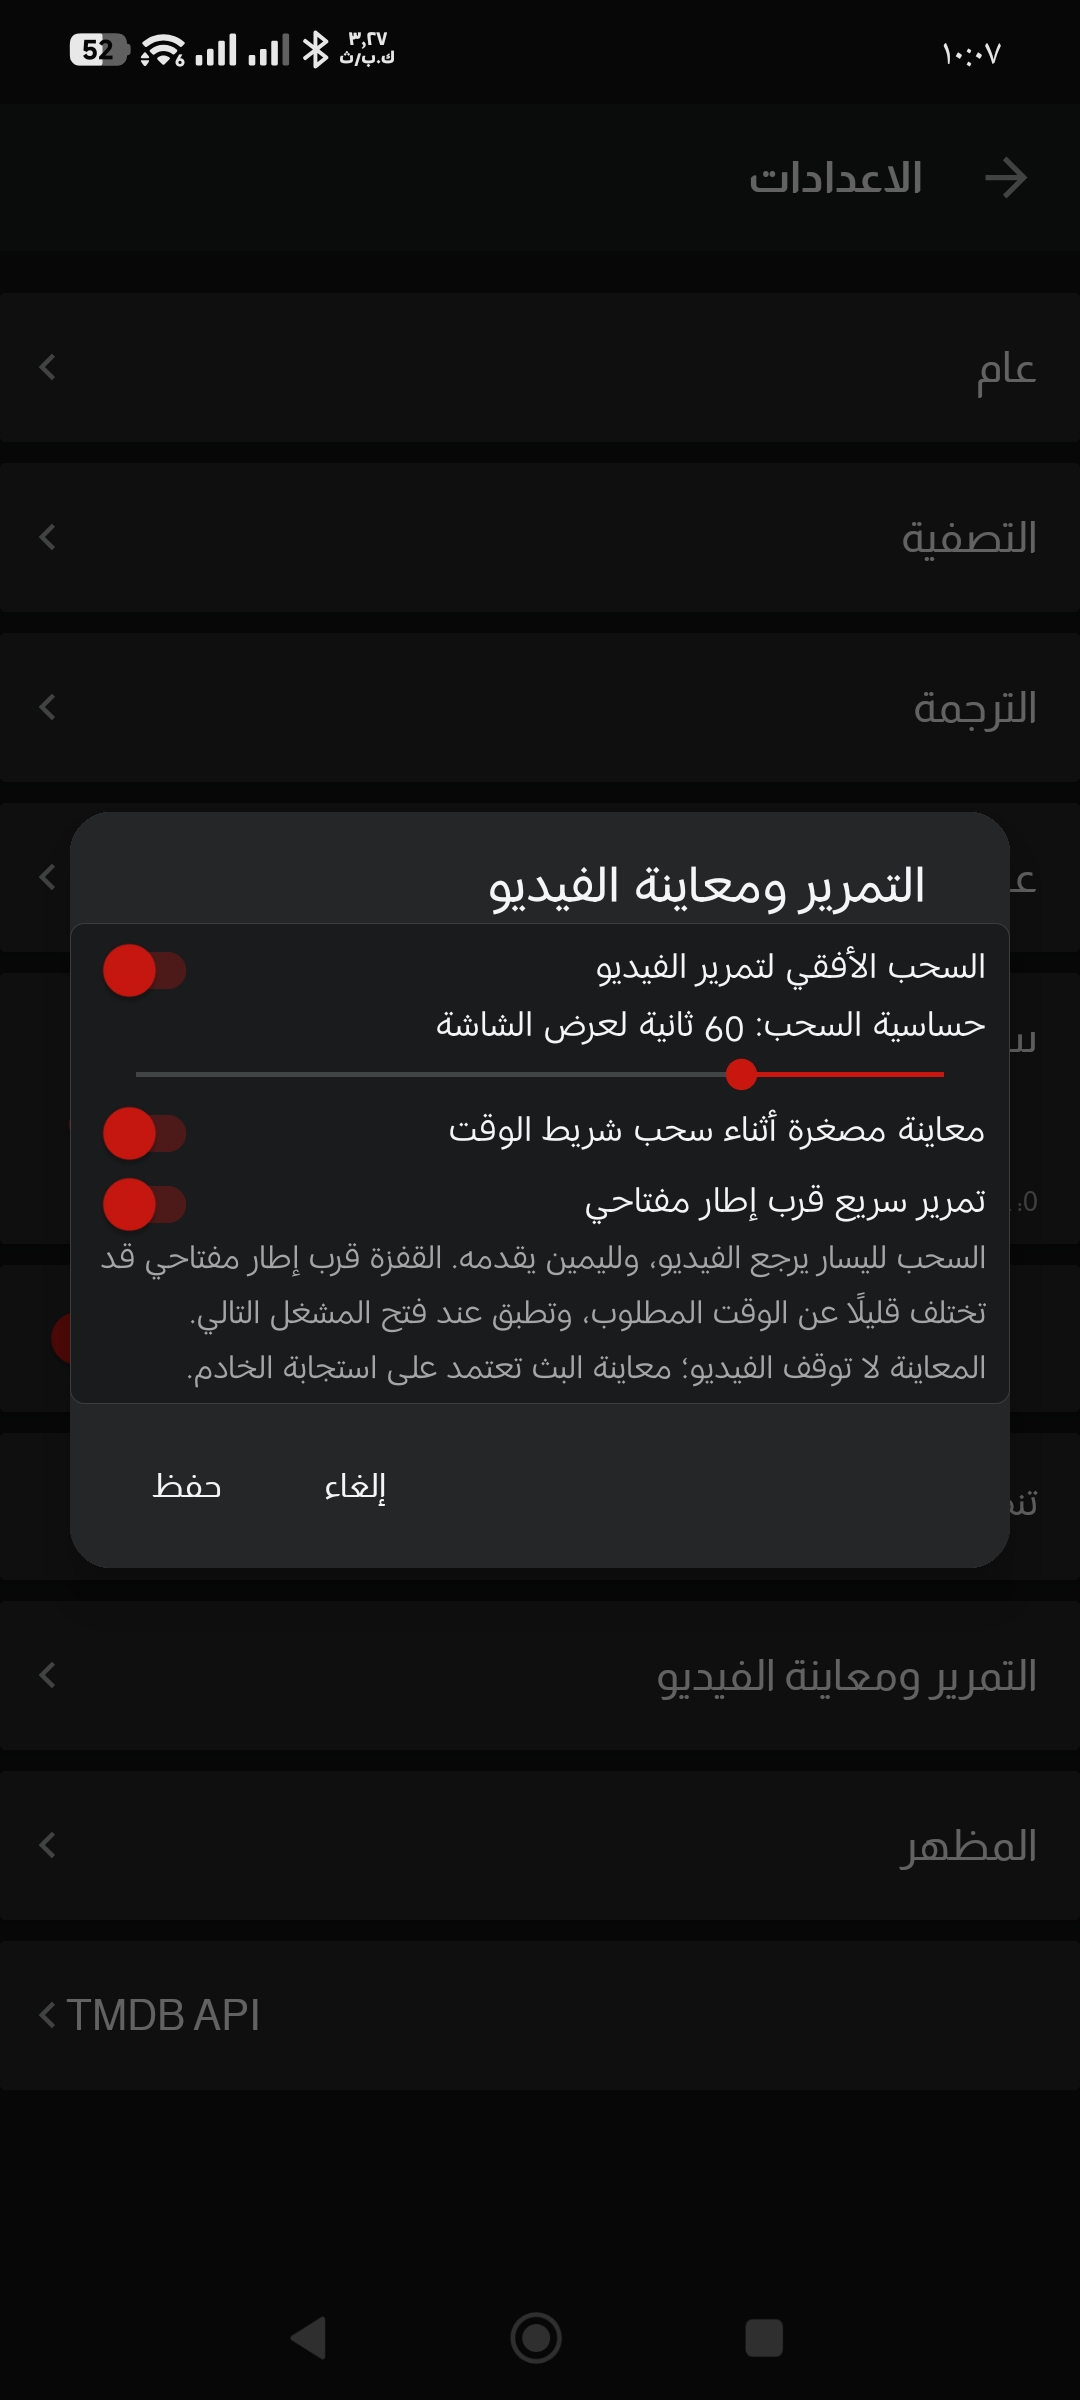 52
6
٣,٢٧
ك.ب/ث
١٠:٠٧
الاعدادات
عام
التصفية
الترجمة
التمرير ومعاينة الفيديو
السحب الأفقي لتمرير الفيديو
حساسية السحب: 60 ثانية لعرض الشاشة
معاينة مصغرة أثناء سحب شريط الوقت
تمرير سريع قرب إطار مفتاحي
السحب لليسار يرجع الفيديو، ولليمين يقدمه. القفزة قرب إطار مفتاحي قد
تختلف قليلًا عن الوقت المطلوب، وتطبق عند فتح المشغل التالي.
المعاينة لا توقف الفيديو؛ معاينة البث تعتمد على استجابة الخادم.
إلغاء
حفظ
التمرير ومعاينة الفيديو
المظهر
TMDB API